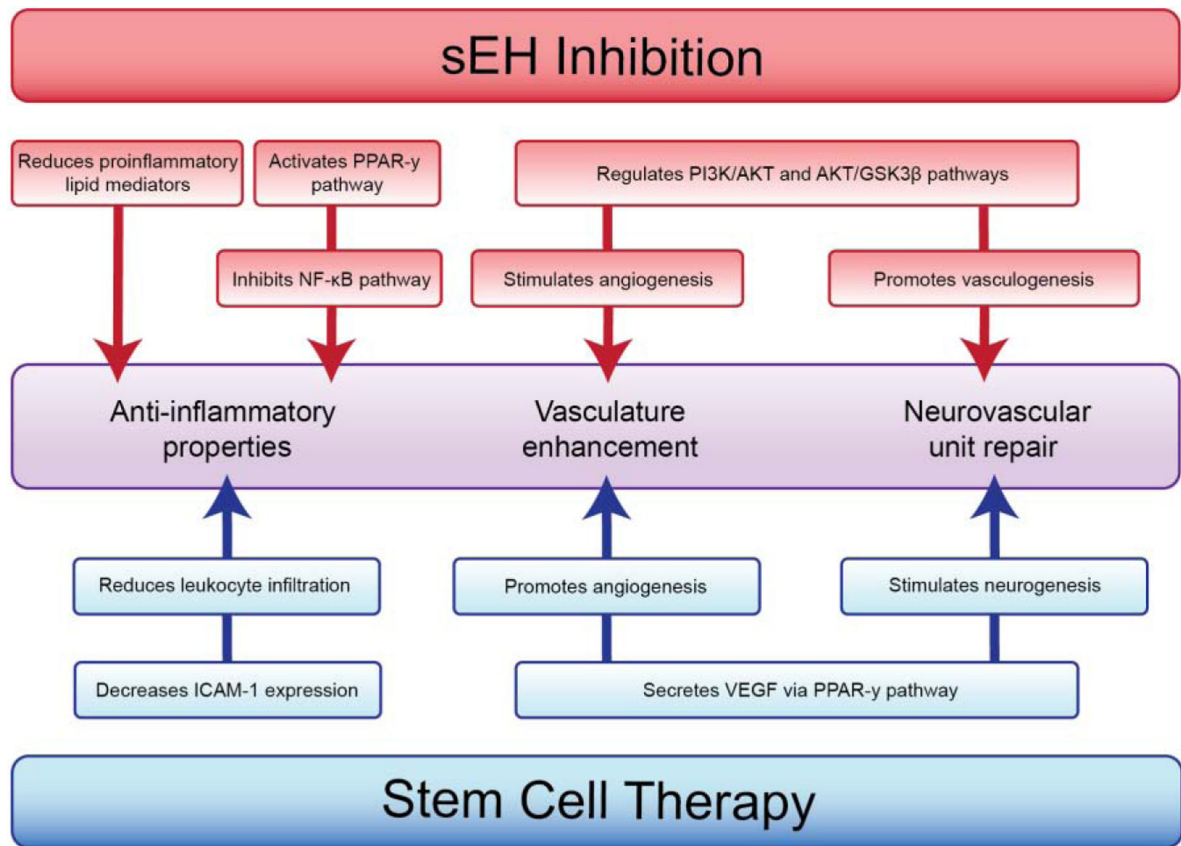 sEH Inhibition
Reduces proinflammatory
lipid mediators
Activates PPAR-y
pathway
Regulates PI3K/AKT and AKT/GSK3β pathways
Inhibits NF-κB pathway
Stimulates angiogenesis
Promotes vasculogenesis
Anti-inflammatory
properties
Vasculature
enhancement
Neurovascular
unit repair
Reduces leukocyte infiltration
Promotes angiogenesis
Stimulates neurogenesis
Decreases ICAM-1 expression
Secretes VEGF via PPAR-y pathway
Stem Cell Therapy